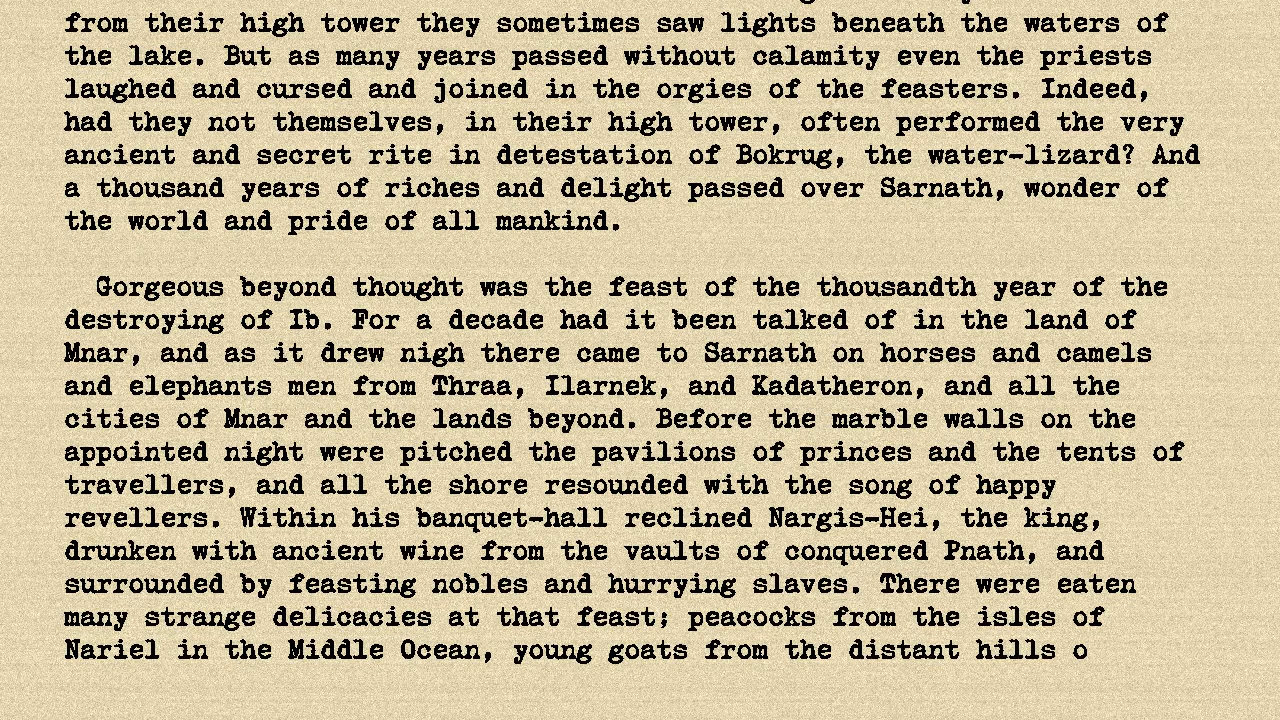 from their high tower they sometimes saw lights beneath the waters of
the lake. But as many years passed without calamity even the priests
laughed and cursed and joined in the orgies of the feasters. Indeed,
had they not themselves, in their high tower, often performed the very
ancient and secret rite in detestation of Bokrug, the water-lizard? And
a thousand years of riches and delight passed over Sarnath, wonder of
the world and pride of all mankind.
Gorgeous beyond thought was the feast of the thousandth year of the
destroying of Ib. For a decade had it been talked of in the land of
Mnar, and as it drew nigh there came to Sarnath on horses and camels
and elephants men from Thraa, Ilarnek, and Kadatheron, and all the
cities of Mnar and the lands beyond. Before the marble walls on the
appointed night were pitched the pavilions of princes and the tents of
travellers, and all the shore resounded with the song of happy
revellers. Within his banquet-hall reclined Nargis-Hei, the king,
drunken with ancient wine from the vaults of conquered Pnath, and
surrounded by feasting nobles and hurrying slaves. There were eaten
many strange delicacies at that feast; peacocks from the isles of
Nariel in the Middle Ocean, young goats from the distant hills o